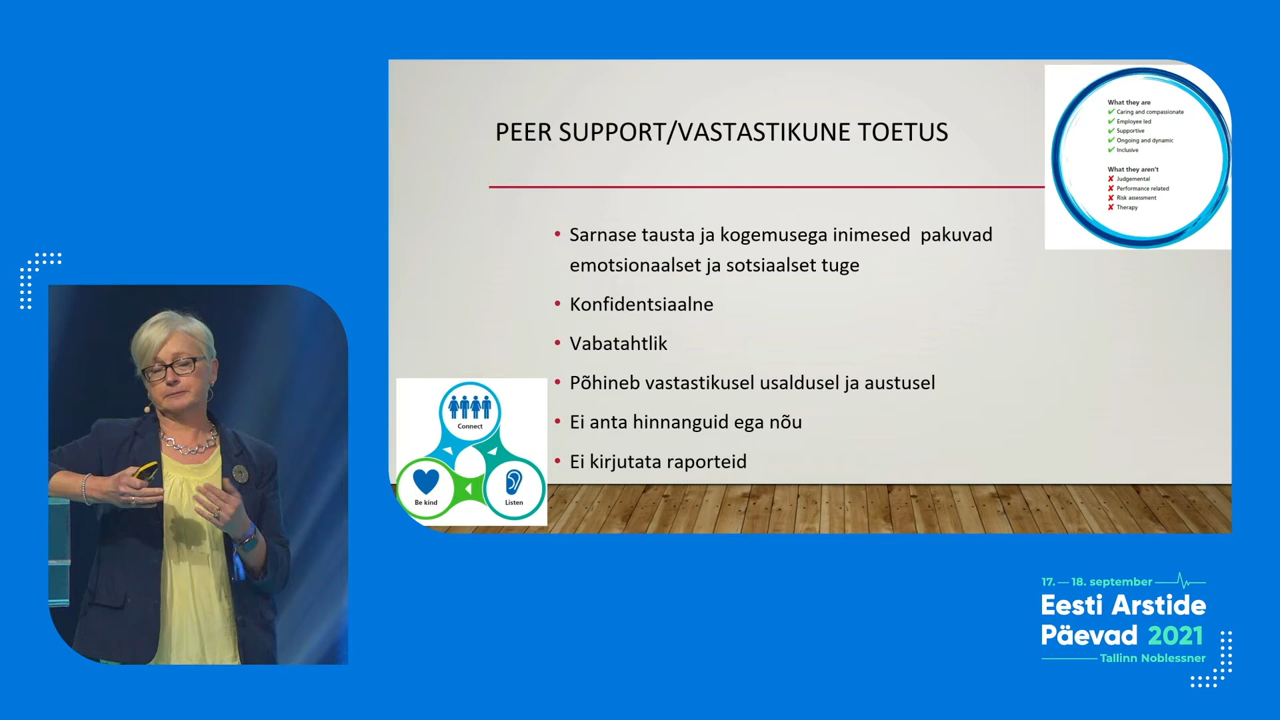 PEER SUPPORT/VASTASTIKUNE TOETUS
What they are
✔ Caring and compassionate
✔ Employee led
✔ Supportive
✔ Ongoing and dynamic
✔ Inclusive
What they aren't
✘ Judgemental
✘ Performance related
✘ Risk assessment
✘ Therapy
• Sarnase tausta ja kogemusega inimesed pakuvad
emotsionaalset ja sotsiaalset tuge
• Konfidentsiaalne
• Vabatahtlik
• Põhineb vastastikusel usaldusel ja austusel
• Ei anta hinnanguid ega nõu
• Ei kirjutata raporteid
Connect
Be kind
Listen
17. — 18. september
Eesti Arstide
Päevad 2021
Tallinn Noblessner